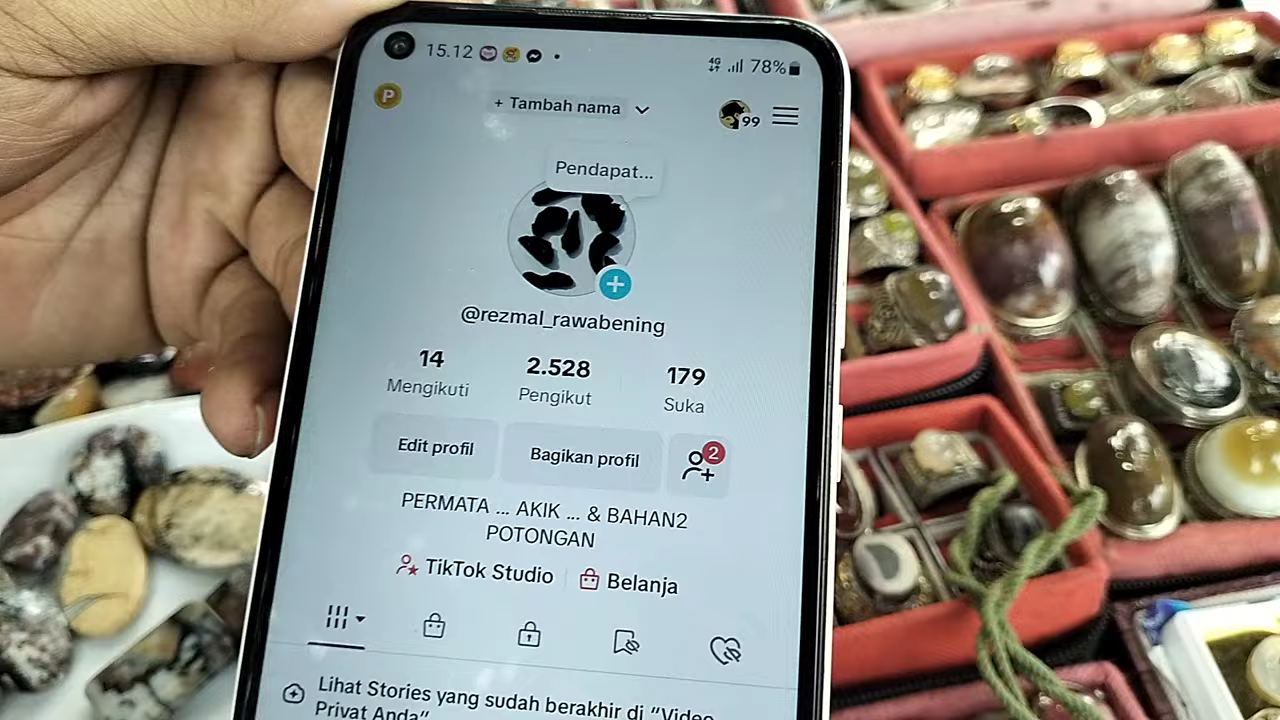 15.12
4G 78%
P
+ Tambah nama
99
Pendapat...
@rezmal_rawabening
14 2.528 179
Mengikuti Pengikut Suka
Edit profil Bagikan profil 2
PERMATA ... AKIK ... & BAHAN2
POTONGAN
TikTok Studio Belanja
Lihat Stories yang sudah berakhir di “Video
Privat Anda”